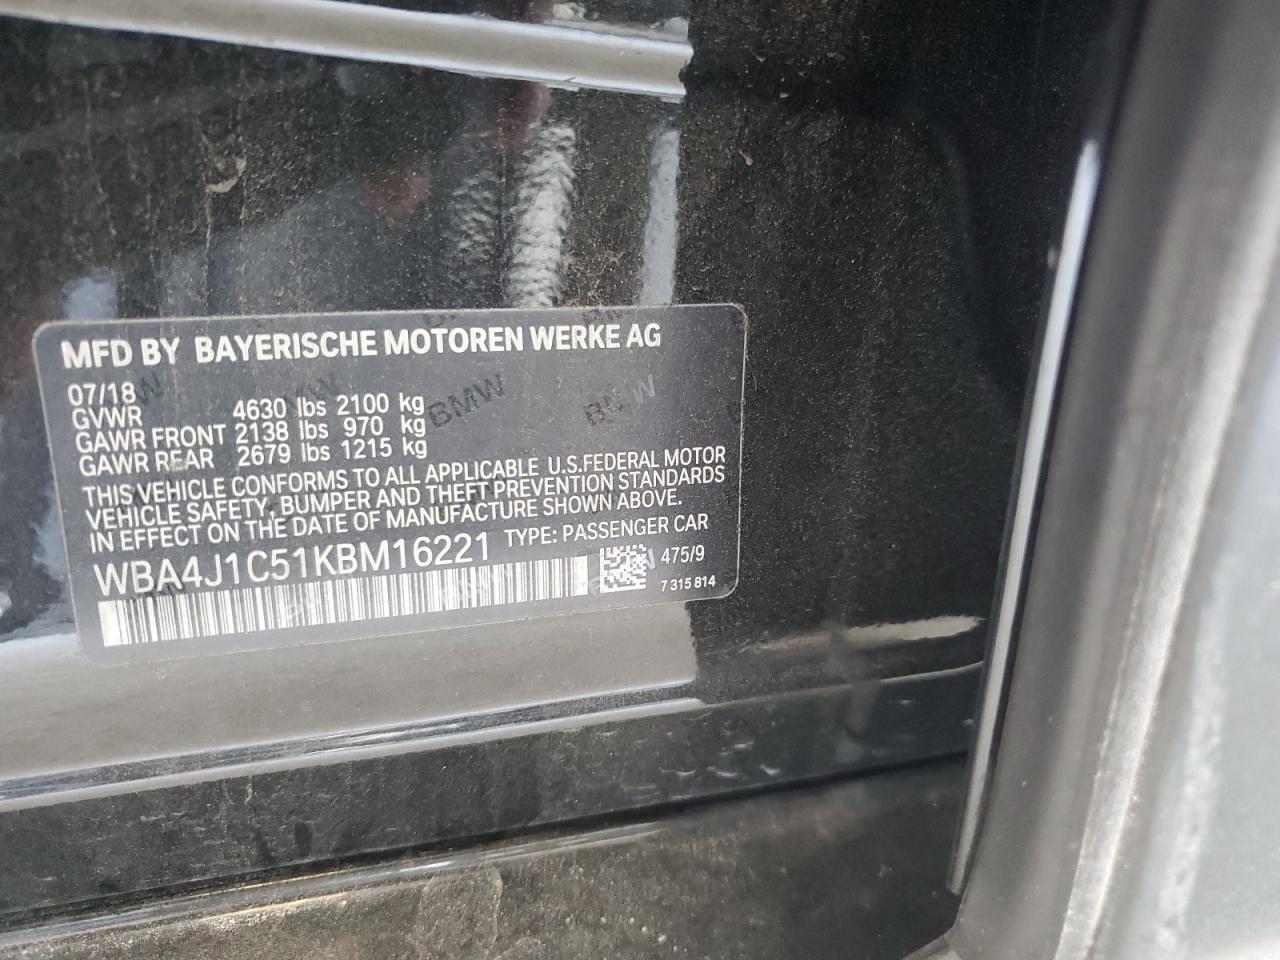 MFD BY BAYERISCHE MOTOREN WERKE AG
07/18
GVWR 4630 lbs 2100 kg
GAWR FRONT 2138 lbs 970 kg
GAWR REAR 2679 lbs 1215 kg
THIS VEHICLE CONFORMS TO ALL APPLICABLE U.S.FEDERAL MOTOR
VEHICLE SAFETY, BUMPER AND THEFT PREVENTION STANDARDS
IN EFFECT ON THE DATE OF MANUFACTURE SHOWN ABOVE.
WBA4J1C51KBM16221 TYPE: PASSENGER CAR
475/9
7 315 814
BMW
BMW